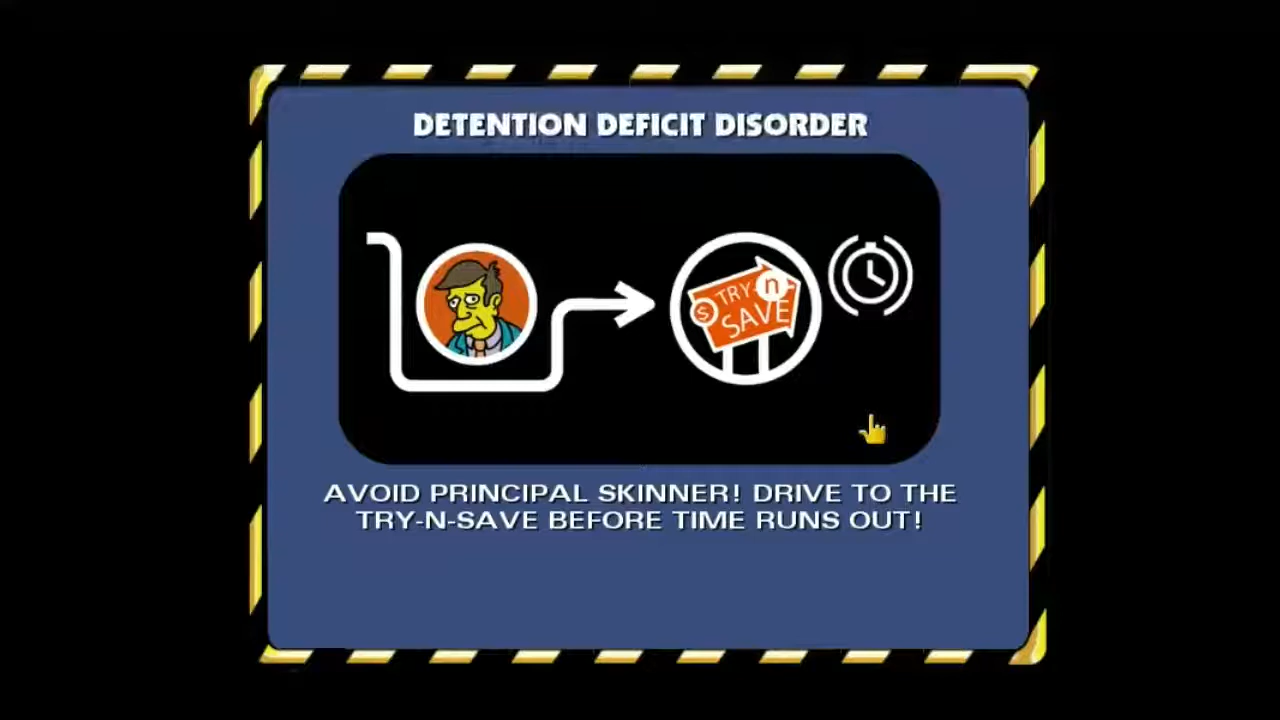 DETENTION DEFICIT DISORDER
TRY-n
$ SAVE
AVOID PRINCIPAL SKINNER! DRIVE TO THE
TRY-N-SAVE BEFORE TIME RUNS OUT!